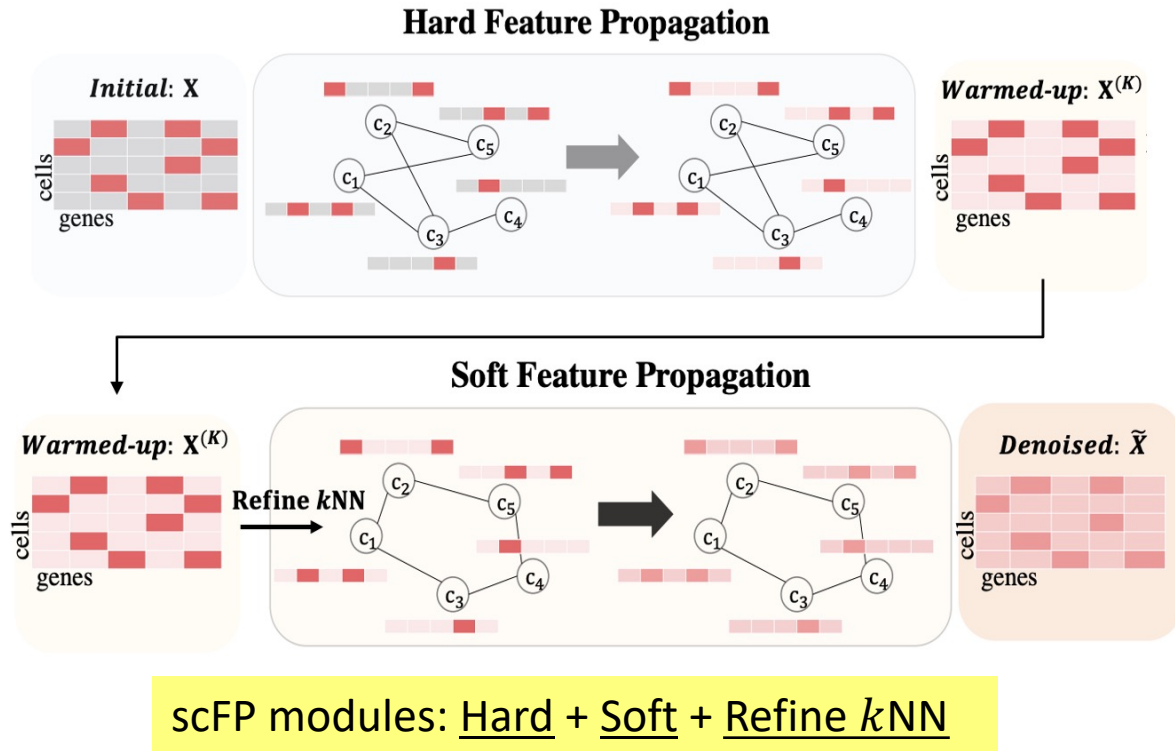 Hard Feature Propagation
Initial: X
cells
genes
c₂
c₅
c₁
c₄
c₃
c₂
c₅
c₁
c₄
c₃
Warmed-up: X⁽ᴷ⁾
cells
genes
Soft Feature Propagation
Warmed-up: X⁽ᴷ⁾
cells
genes
Refine kNN
c₂
c₅
c₁
c₄
c₃
c₂
c₅
c₁
c₄
c₃
Denoised: X̃
cells
genes
scFP modules: Hard + Soft + Refine kNN